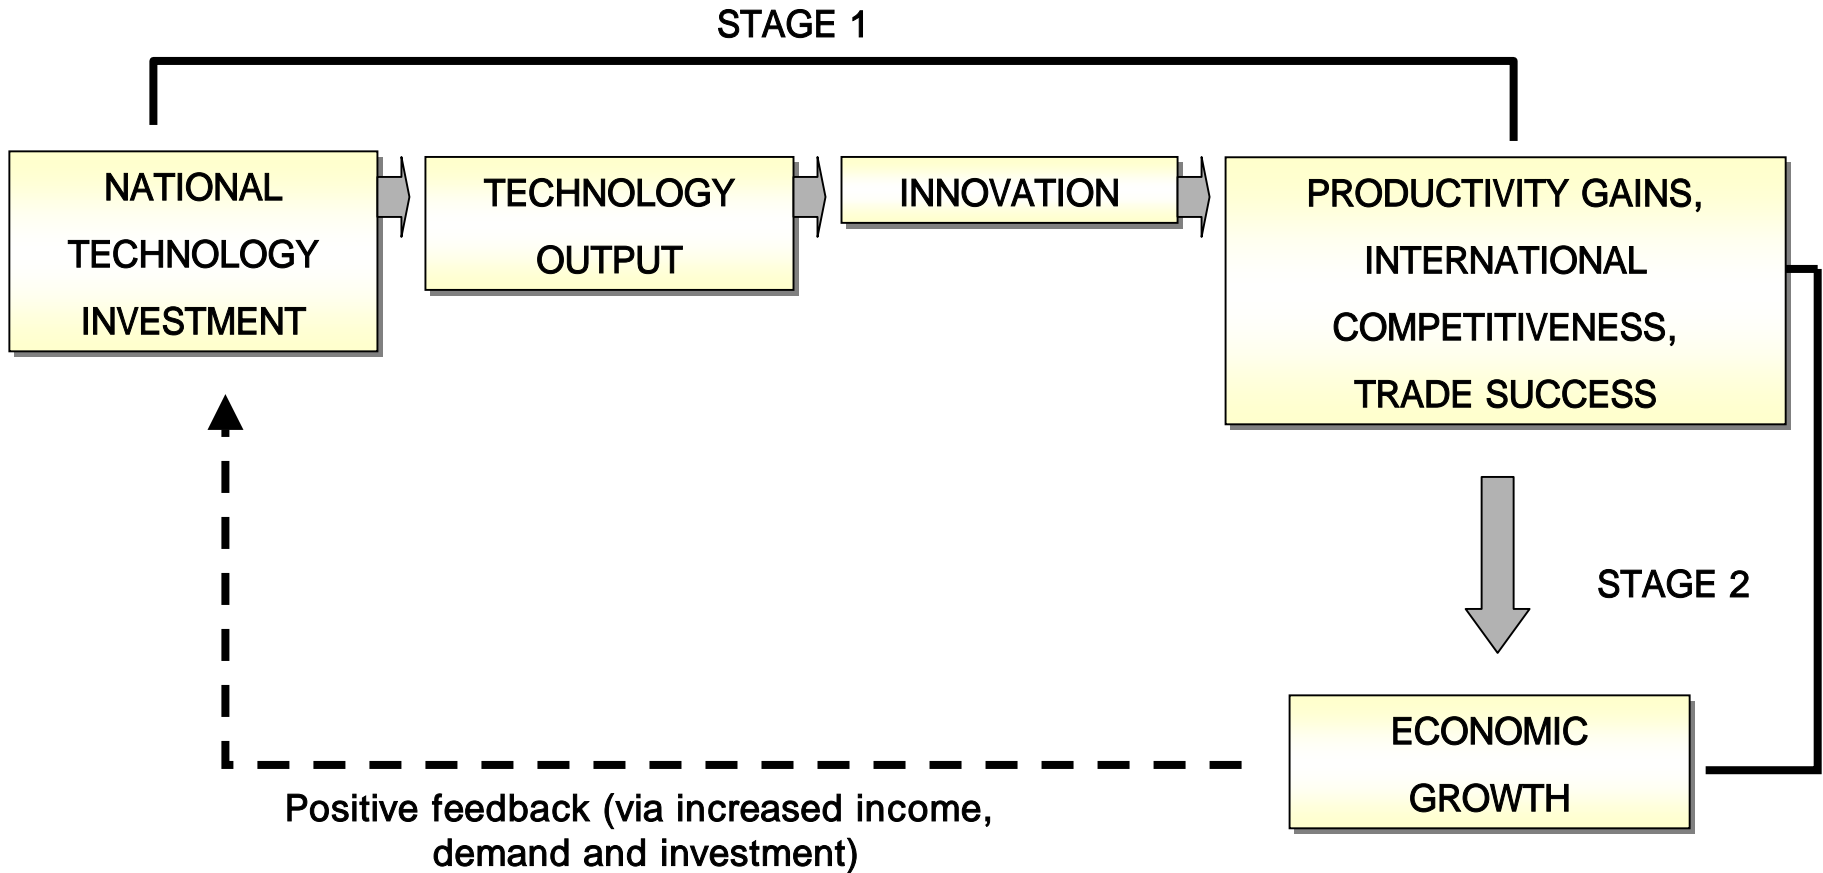 STAGE 1
NATIONAL
TECHNOLOGY
INVESTMENT
TECHNOLOGY
OUTPUT
INNOVATION
PRODUCTIVITY GAINS,
INTERNATIONAL
COMPETITIVENESS,
TRADE SUCCESS
STAGE 2
ECONOMIC
GROWTH
Positive feedback (via increased income,
demand and investment)